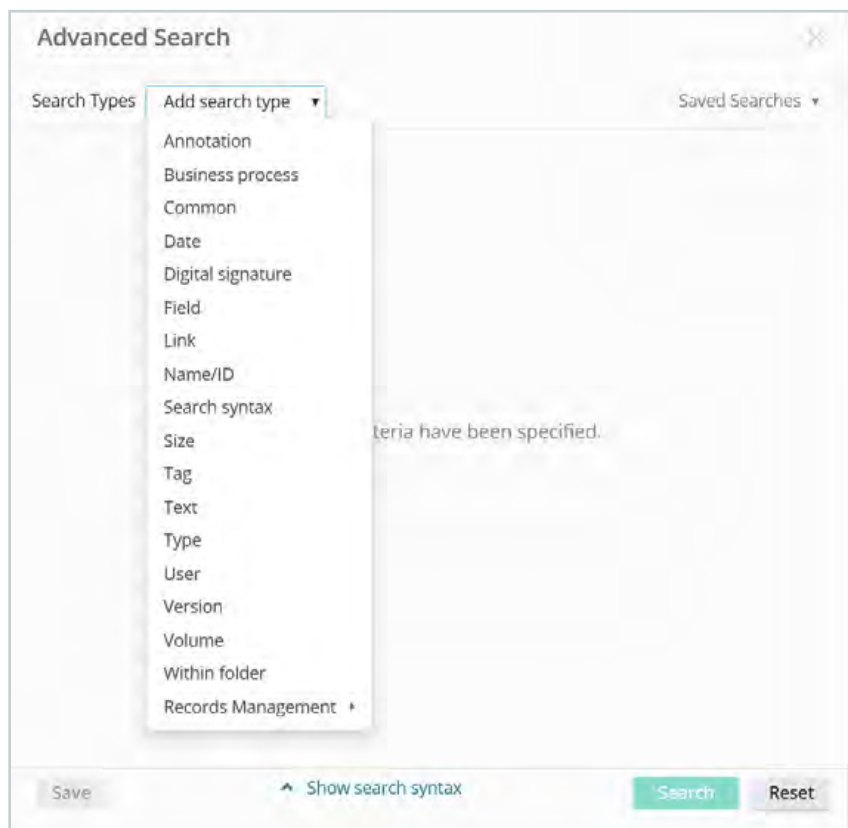 Advanced Search
Search Types Add search type Saved Searches
Annotation
Business process
Common
Date
Digital signature
Field
Link
Name/ID
Search syntax
teria have been specified.
Size
Tag
Text
Type
User
Version
Volume
Within folder
Records Management
Save Show search syntax Search Reset